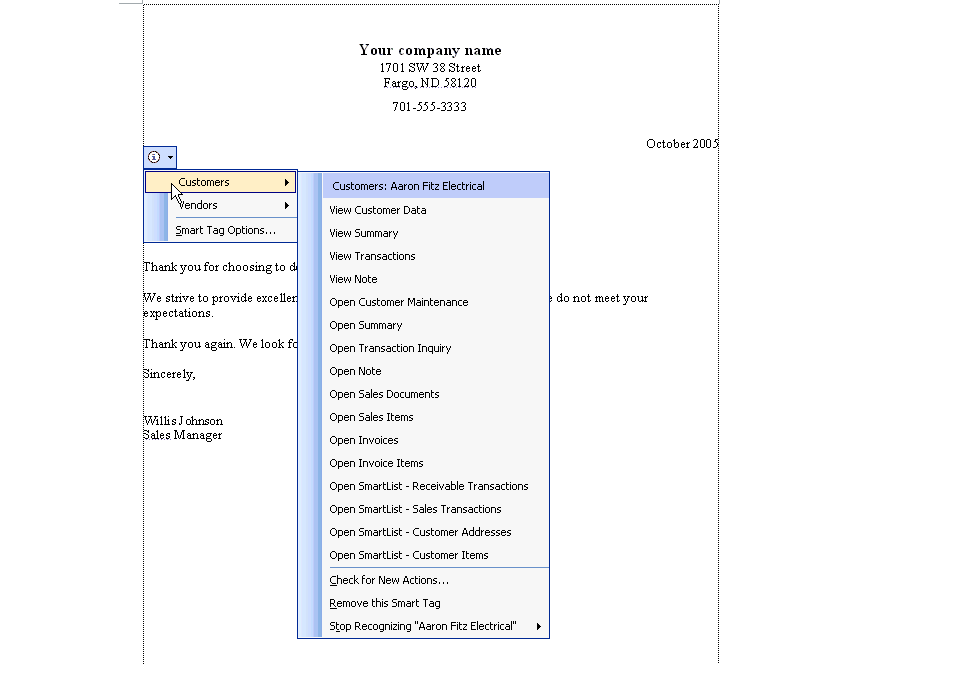 Your company name
1701 SW 38 Street
Fargo, ND 58120
701-555-3333
October 2005
Customers
Vendors
Smart Tag Options...
Customers: Aaron Fitz Electrical
View Customer Data
View Summary
View Transactions
View Note
Open Customer Maintenance
Open Summary
Open Transaction Inquiry
Open Note
Open Sales Documents
Open Sales Items
Open Invoices
Open Invoice Items
Open SmartList - Receivable Transactions
Open SmartList - Sales Transactions
Open SmartList - Customer Addresses
Open SmartList - Customer Items
Check for New Actions...
Remove this Smart Tag
Stop Recognizing "Aaron Fitz Electrical"
Thank you for choosing to
We strive to provide do not meet your
expectations.
Thank you again. We look
Sincerely,
Willis Johnson
Sales Manager